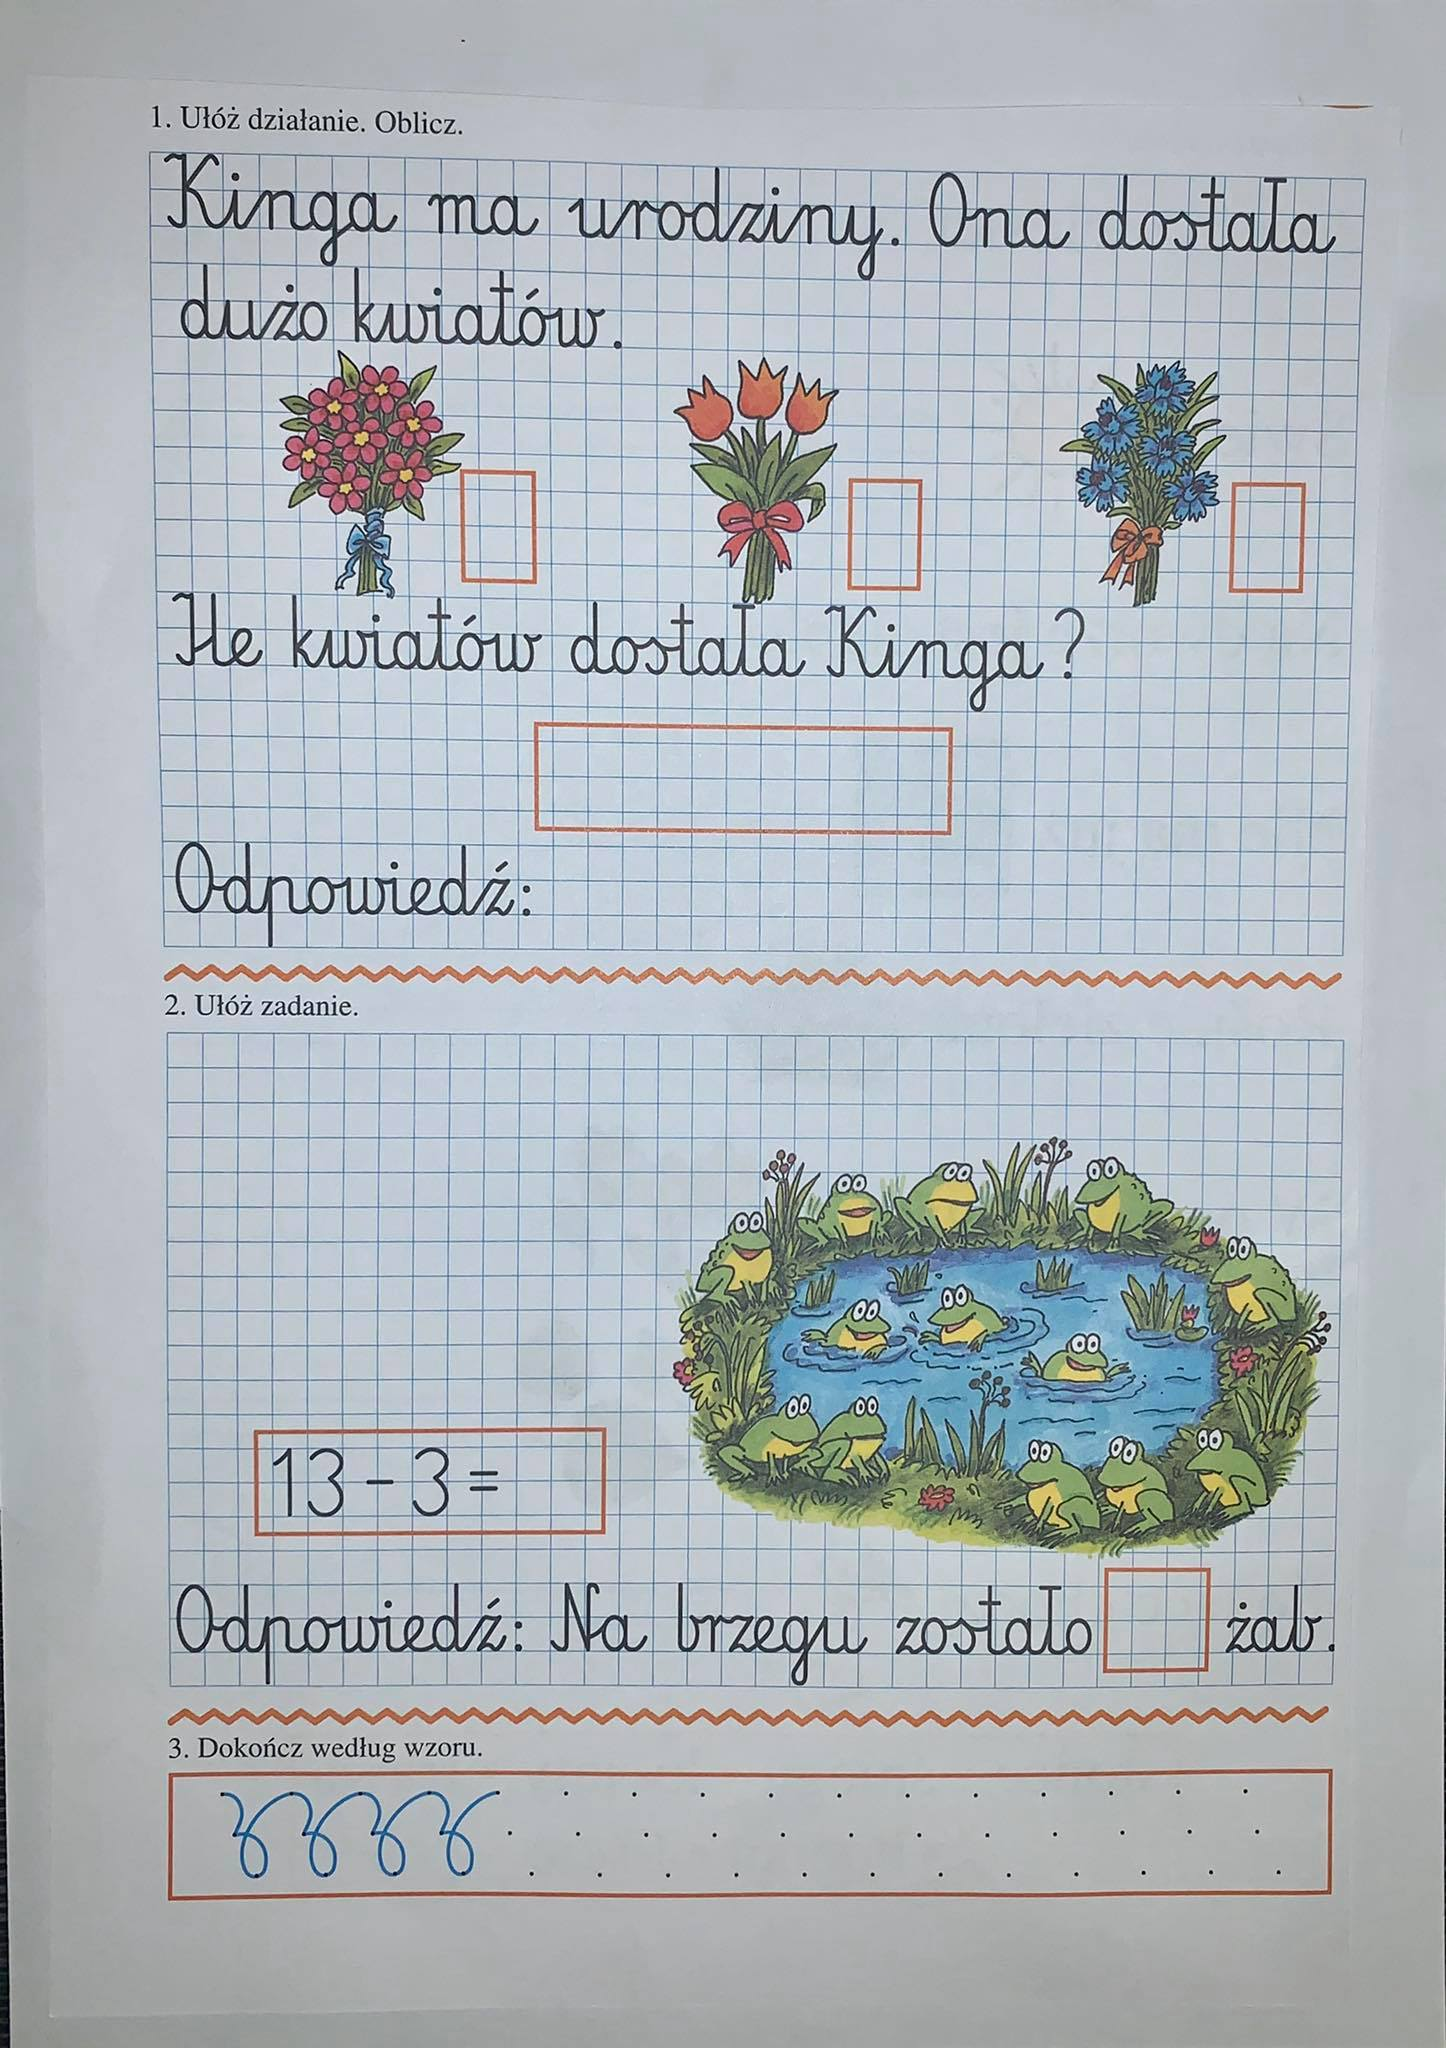 1. Ułóż działanie. Oblicz.
Kinga ma urodziny. Ona dostała
dużo kwiatów.
Ile kwiatów dostała Kinga?
Odpowiedź:
2. Ułóż zadanie.
13 - 3 =
Odpowiedź: Na brzegu zostało żab.
3. Dokończ według wzoru.